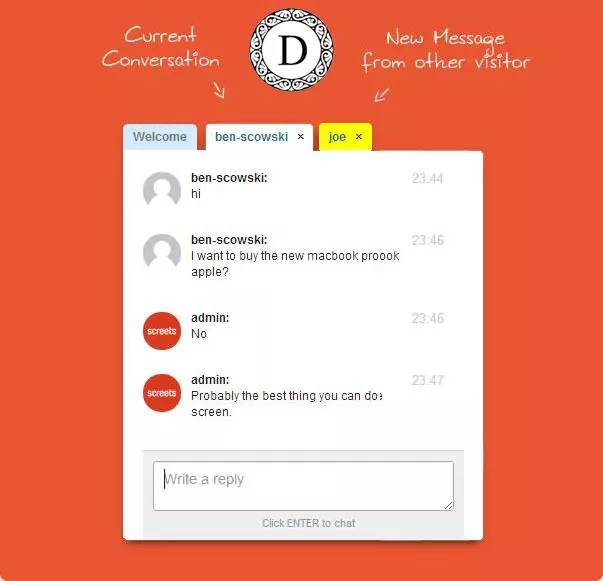 Current
Conversation
D
New Message
from other visitor
Welcome
ben-scowski ×
joe ×
ben-scowski: 23:44
hi
ben-scowski: 23:46
I want to buy the new macbook proook
apple?
admin: 23:46
screets
No
admin: 23:47
screets
Probably the best thing you can do
screen.
Write a reply
Click ENTER to chat